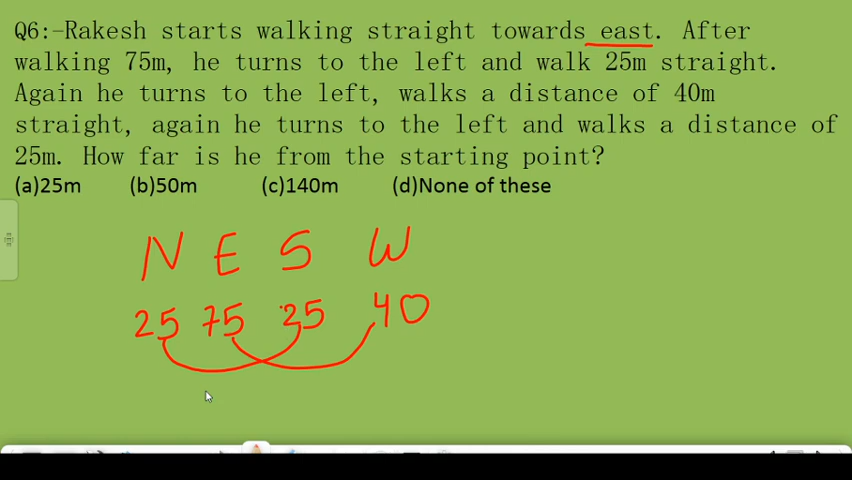 Q6:-Rakesh starts walking straight towards east. After
walking 75m, he turns to the left and walk 25m straight.
Again he turns to the left, walks a distance of 40m
straight, again he turns to the left and walks a distance of
25m. How far is he from the starting point?
(a)25m (b)50m (c)140m (d)None of these
N E S W
25 75 25 40